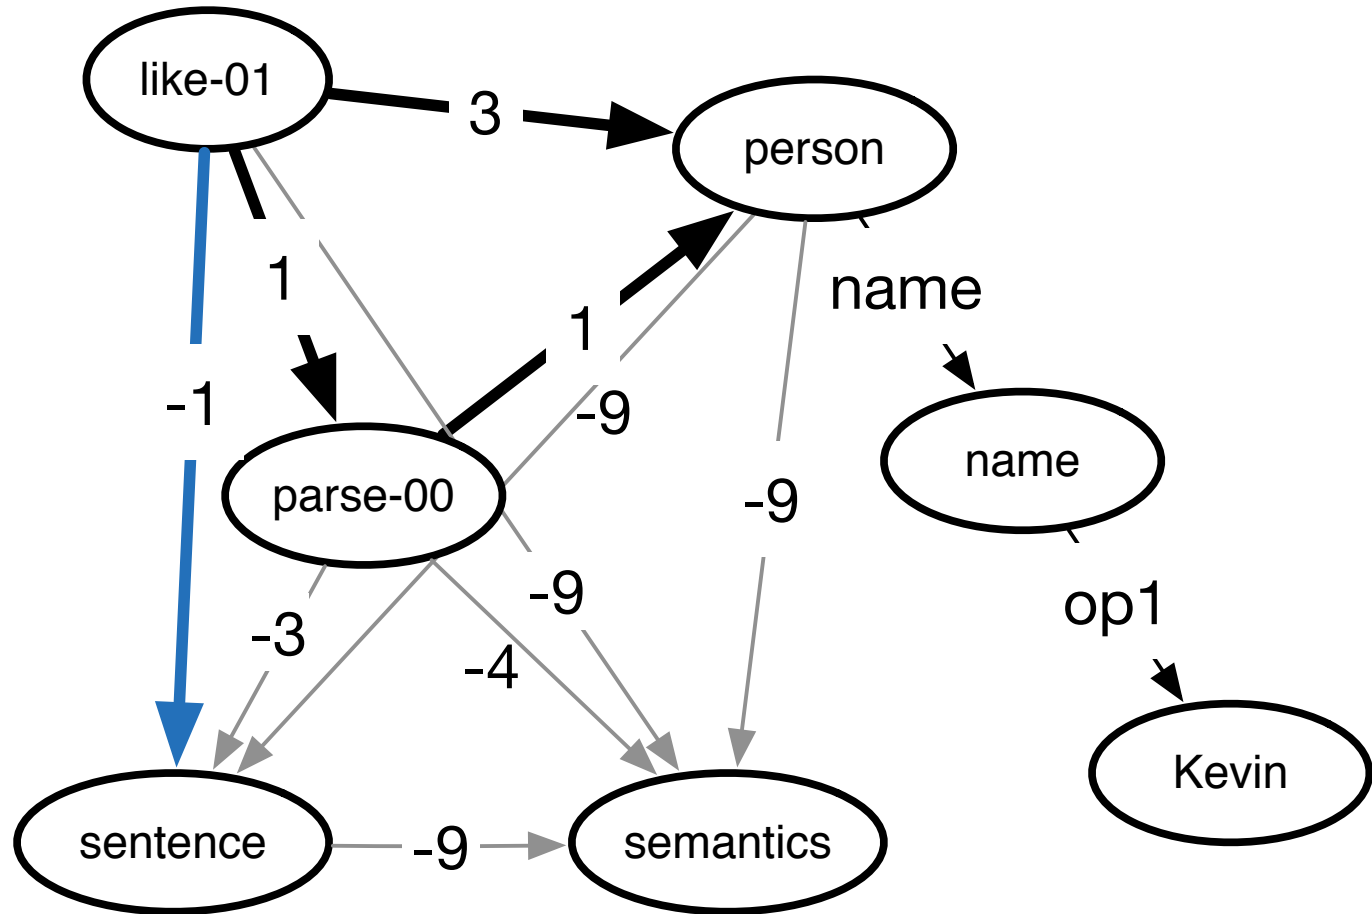 like-01
3
person
1
name
1
-1
-9
name
parse-00
-9
-9
op1
-3
-4
Kevin
sentence
-9
semantics